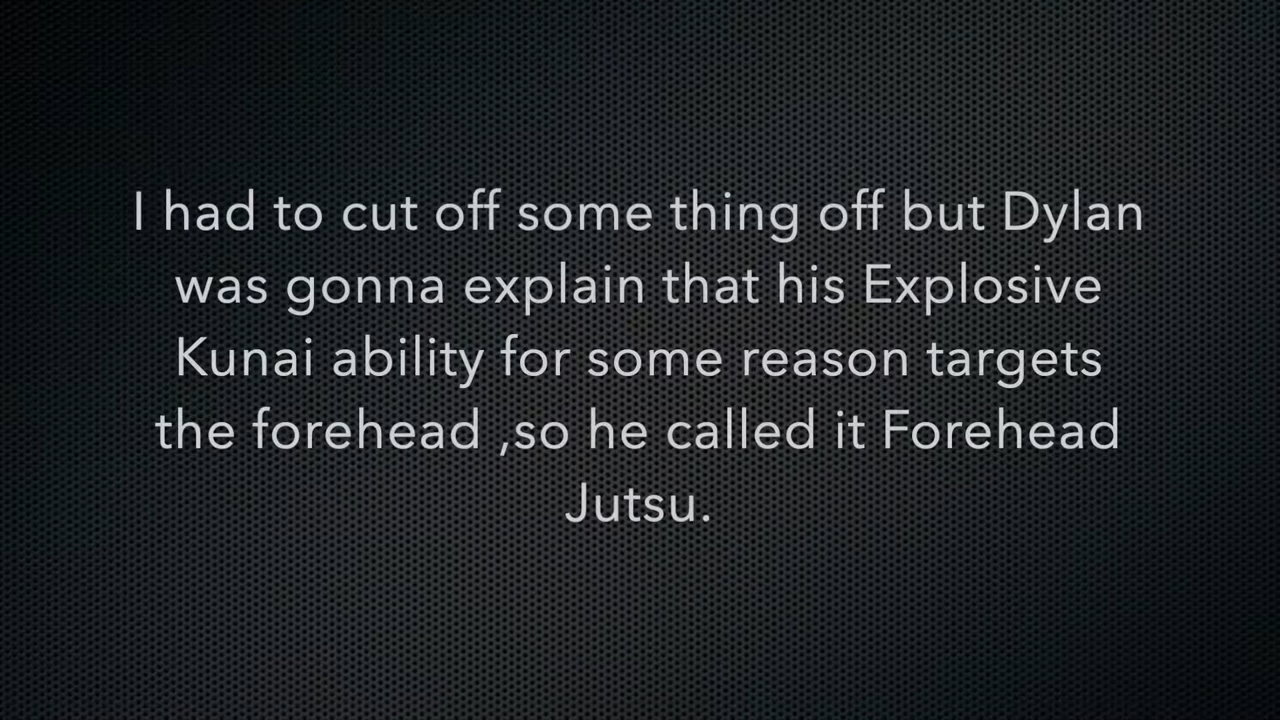 I had to cut off some thing off but Dylan
was gonna explain that his Explosive
Kunai ability for some reason targets
the forehead ,so he called it Forehead
Jutsu.